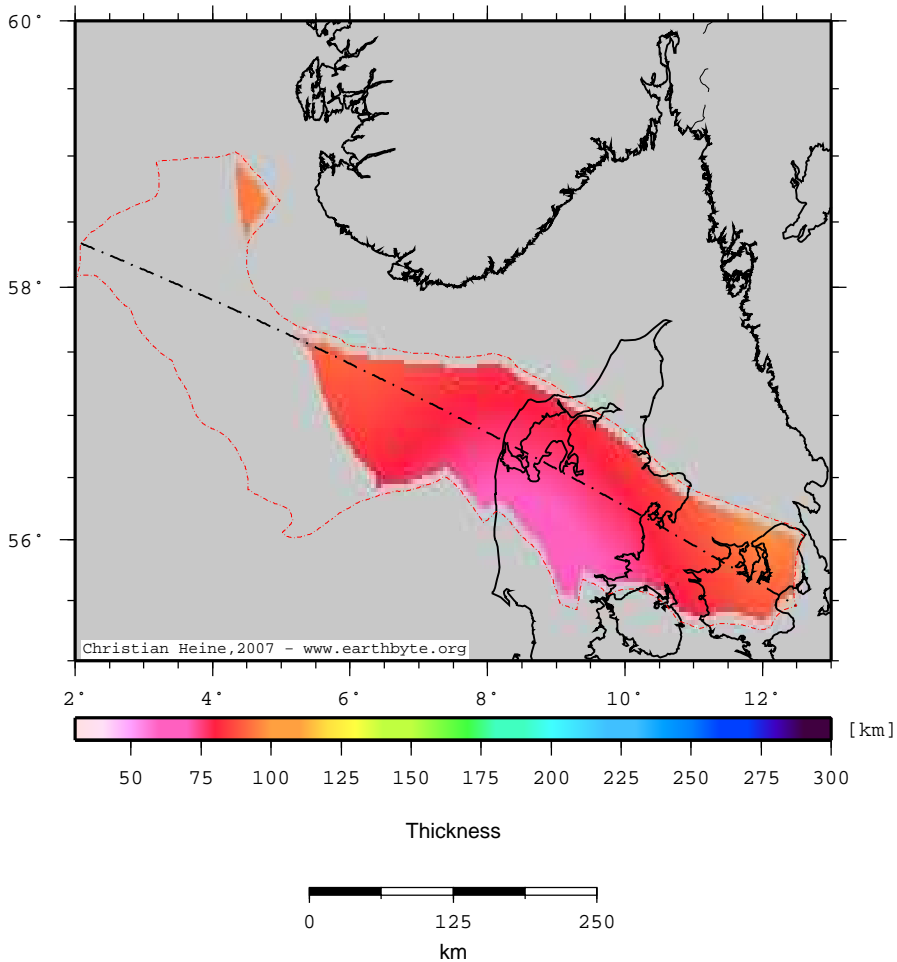 60°
58°
56°
Christian Heine,2007 - www.earthbyte.org
2° 4° 6° 8° 10° 12°
[km]
50 75 100 125 150 175 200 225 250 275 300
Thickness
0 125 250
km